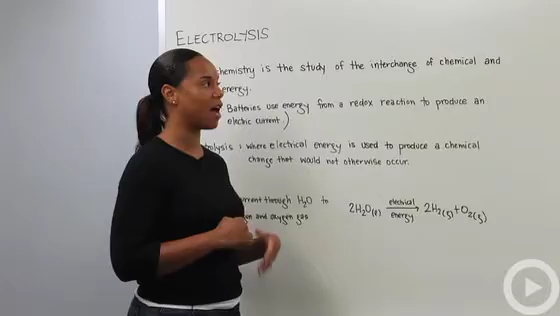 ELECTROLYSIS
chemistry is the study of the interchange of chemical and
energy.
Batteries use energy from a redox reaction to produce an
electric current.)
rolysis : where electrical energy is used to produce a chemical
change that would not otherwise occur.
rrent through H₂O to
gen and oxygen gas
2H₂O(l) electrical energy → 2H₂(g) + O₂(g)